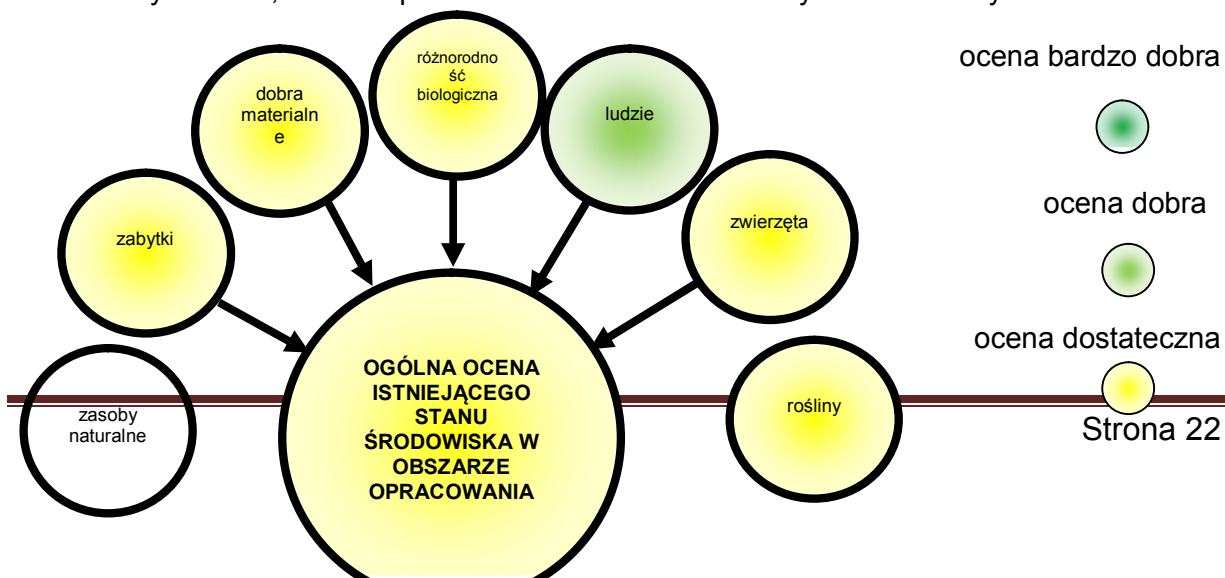 różnorodno
ść
biologiczna
dobra
materialn
e
ludzie
zabytki
zwierzęta
zasoby
naturalne
rośliny
OGÓLNA OCENA
ISTNIEJĄCEGO
STANU
ŚRODOWISKA W
OBSZARZE
OPRACOWANIA
ocena bardzo dobra
ocena dobra
ocena dostateczna
Strona 22